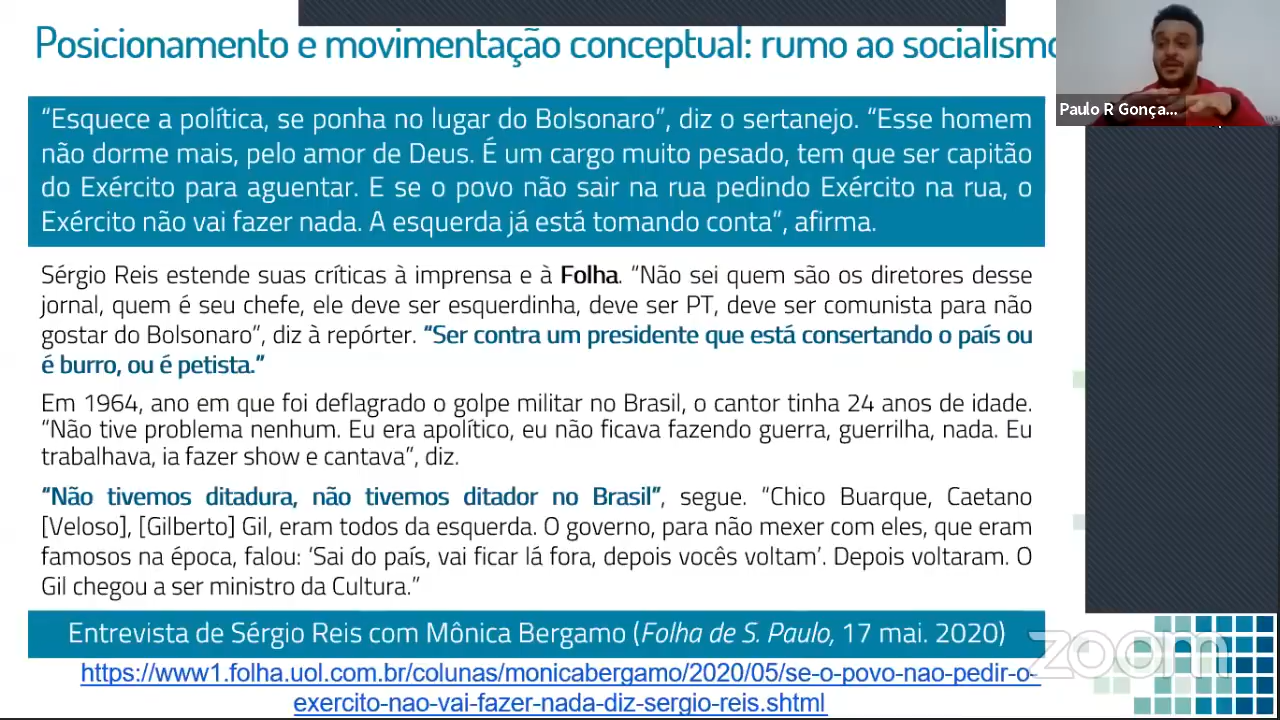 Posicionamento e movimentação conceptual: rumo ao socialismo
Paulo R Gonça...
“Esquece a política, se ponha no lugar do Bolsonaro”, diz o sertanejo. “Esse homem
não dorme mais, pelo amor de Deus. É um cargo muito pesado, tem que ser capitão
do Exército para aguentar. E se o povo não sair na rua pedindo Exército na rua, o
Exército não vai fazer nada. A esquerda já está tomando conta”, afirma.
Sérgio Reis estende suas críticas à imprensa e à Folha. “Não sei quem são os diretores desse
jornal, quem é seu chefe, ele deve ser esquerdinha, deve ser PT, deve ser comunista para não
gostar do Bolsonaro”, diz à repórter. “Ser contra um presidente que está consertando o país ou
é burro, ou é petista.”
Em 1964, ano em que foi deflagrado o golpe militar no Brasil, o cantor tinha 24 anos de idade.
“Não tive problema nenhum. Eu era apolítico, eu não ficava fazendo guerra, guerrilha, nada. Eu
trabalhava, ia fazer show e cantava”, diz.
“Não tivemos ditadura, não tivemos ditador no Brasil”, segue. “Chico Buarque, Caetano
[Veloso], [Gilberto] Gil, eram todos da esquerda. O governo, para não mexer com eles, que eram
famosos na época, falou: ‘Sai do país, vai ficar lá fora, depois vocês voltam’. Depois voltaram. O
Gil chegou a ser ministro da Cultura.”
Entrevista de Sérgio Reis com Mônica Bergamo (Folha de S. Paulo, 17 mai. 2020)
https://www1.folha.uol.com.br/colunas/monicabergamo/2020/05/se-o-povo-nao-pedir-o-
exercito-nao-vai-fazer-nada-diz-sergio-reis.shtml
zoom